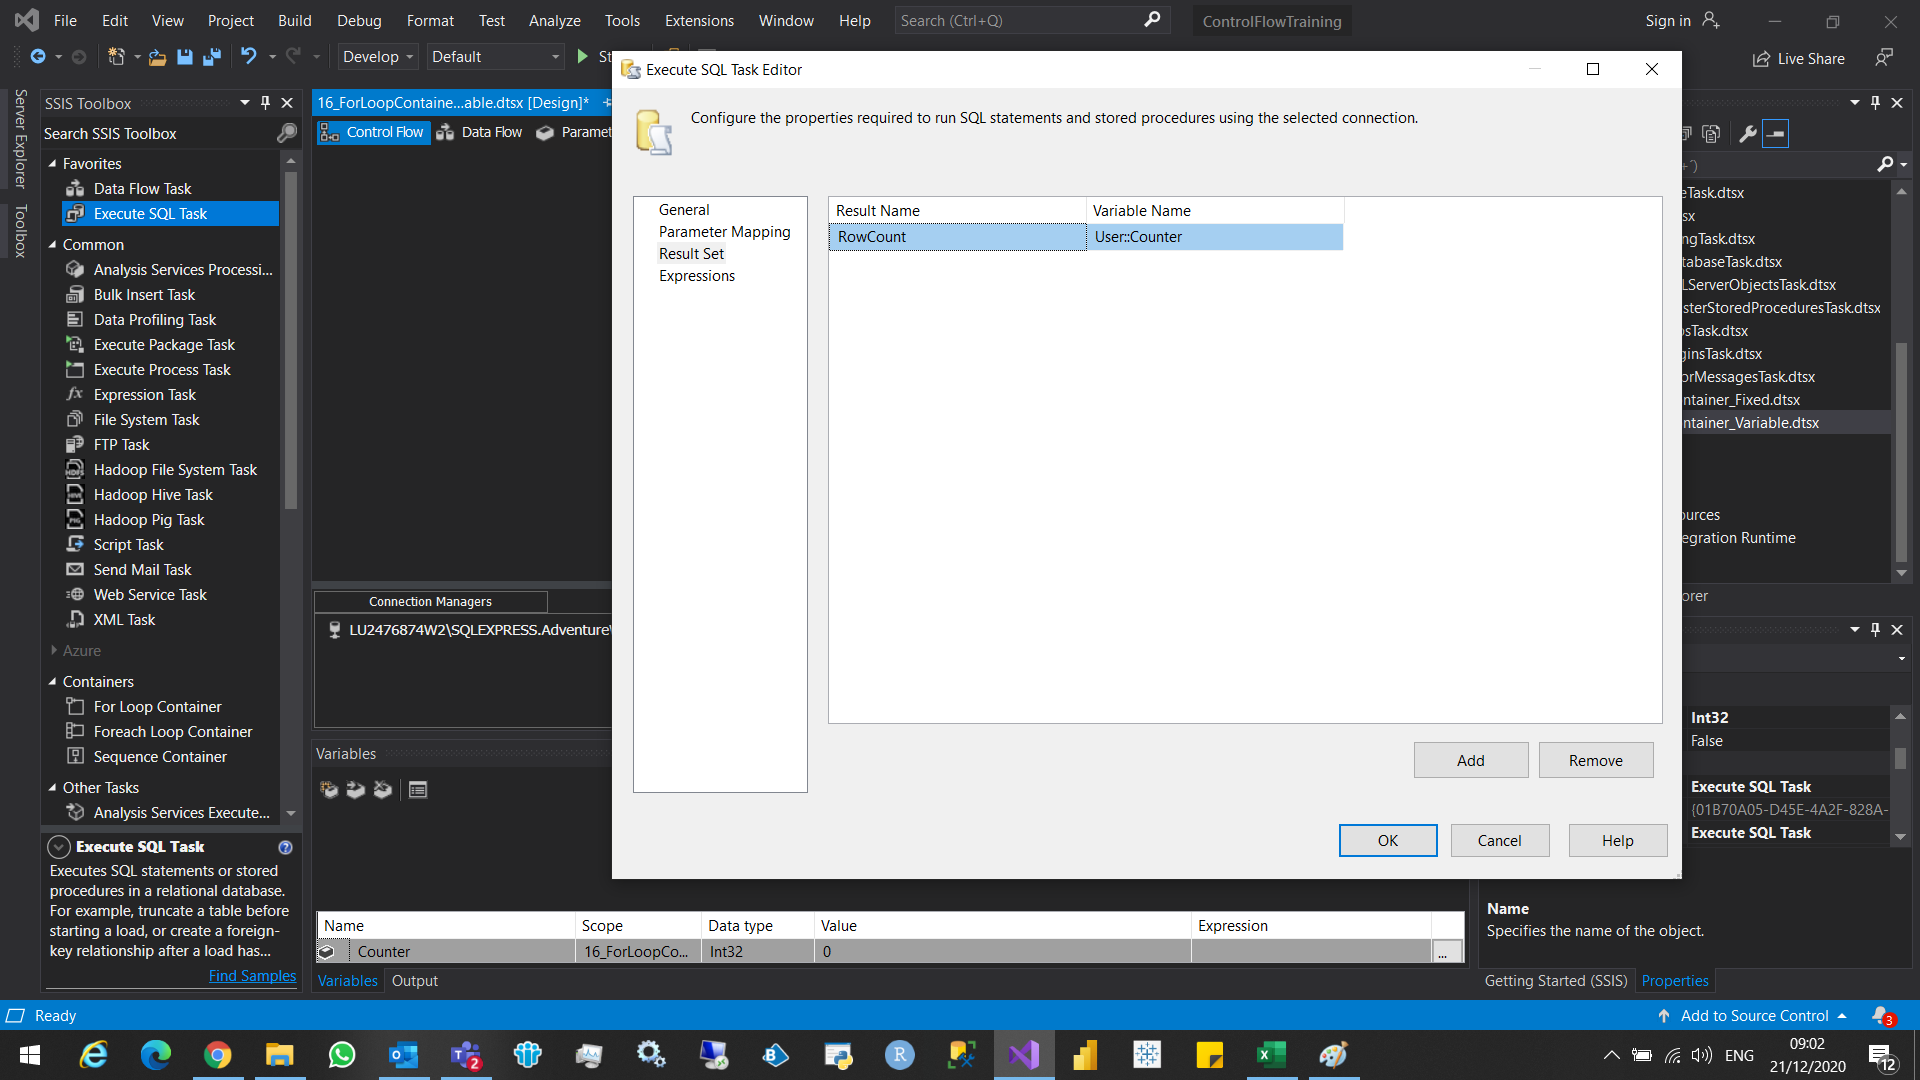 File Edit View Project Build Debug Format Test Analyze Tools Extensions Window Help Search (Ctrl+Q) ControlFlowTraining Sign in
Develop Default St
Live Share
Server Explorer
Toolbox
SSIS Toolbox
Search SSIS Toolbox
Favorites
Data Flow Task
Execute SQL Task
Common
Analysis Services Processi...
Bulk Insert Task
Data Profiling Task
Execute Package Task
Execute Process Task
Expression Task
File System Task
FTP Task
Hadoop File System Task
Hadoop Hive Task
Hadoop Pig Task
Script Task
Send Mail Task
Web Service Task
XML Task
Azure
Containers
For Loop Container
Foreach Loop Container
Sequence Container
Other Tasks
Analysis Services Execute...
Execute SQL Task
Executes SQL statements or stored
procedures in a relational database.
For example, truncate a table before
starting a load, or create a foreign-
key relationship after a load has...
Find Samples
16_ForLoopContaine...able.dtsx [Design]*
Control Flow Data Flow Paramet
Connection Managers
LU2476874W2\SQLEXPRESS.Adventure
Variables
Name Scope Data type Value Expression
Counter 16_ForLoopCo... Int32 0 ...
Variables Output
Execute SQL Task Editor
Configure the properties required to run SQL statements and stored procedures using the selected connection.
General
Parameter Mapping
Result Set
Expressions
Result Name Variable Name
RowCount User::Counter
Add Remove
OK Cancel Help
eTask.dtsx
sx
ngTask.dtsx
tabaseTask.dtsx
LServerObjectsTask.dtsx
sterStoredProceduresTask.dtsx
osTask.dtsx
ginsTask.dtsx
orMessagesTask.dtsx
ntainer_Fixed.dtsx
ntainer_Variable.dtsx
ources
egration Runtime
orer
Int32
False
Execute SQL Task
{01B70A05-D45E-4A2F-828A-
Execute SQL Task
Name
Specifies the name of the object.
Getting Started (SSIS) Properties
Ready
Add to Source Control 3
2
ENG
09:02
21/12/2020
12